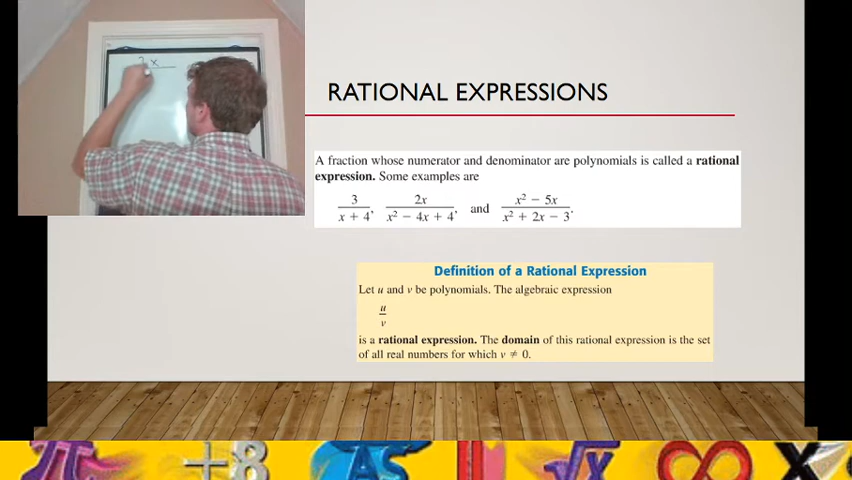 2x
RATIONAL EXPRESSIONS
A fraction whose numerator and denominator are polynomials is called a rational
expression. Some examples are
3/(x + 4), 2x/(x² − 4x + 4), and (x² − 5x)/(x² + 2x − 3).
Definition of a Rational Expression
Let u and v be polynomials. The algebraic expression
u/v
is a rational expression. The domain of this rational expression is the set
of all real numbers for which v ≠ 0.
π +8 AS √x ∞ X